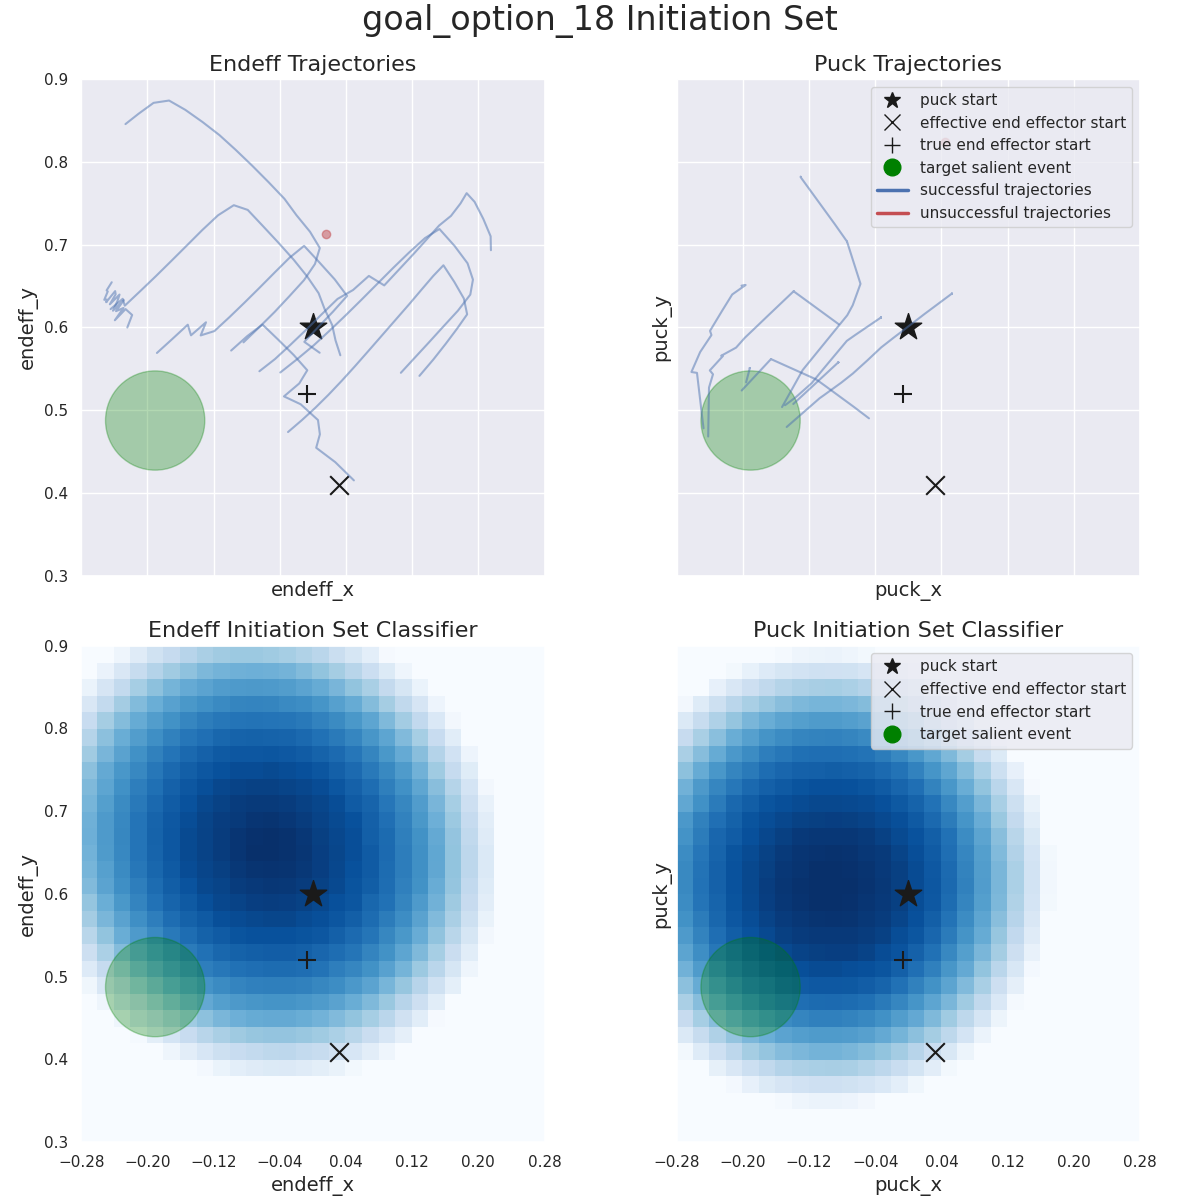 goal_option_18 Initiation Set
Endeff Trajectories
0.9
0.8
0.7
0.6
0.5
0.4
0.3
endeff_y
endeff_x
Puck Trajectories
puck start
effective end effector start
true end effector start
target salient event
successful trajectories
unsuccessful trajectories
puck_y
puck_x
Endeff Initiation Set Classifier
0.9
0.8
0.7
0.6
0.5
0.4
0.3
endeff_y
−0.28 −0.20 −0.12 −0.04 0.04 0.12 0.20 0.28
endeff_x
Puck Initiation Set Classifier
puck start
effective end effector start
true end effector start
target salient event
puck_y
−0.28 −0.20 −0.12 −0.04 0.04 0.12 0.20 0.28
puck_x